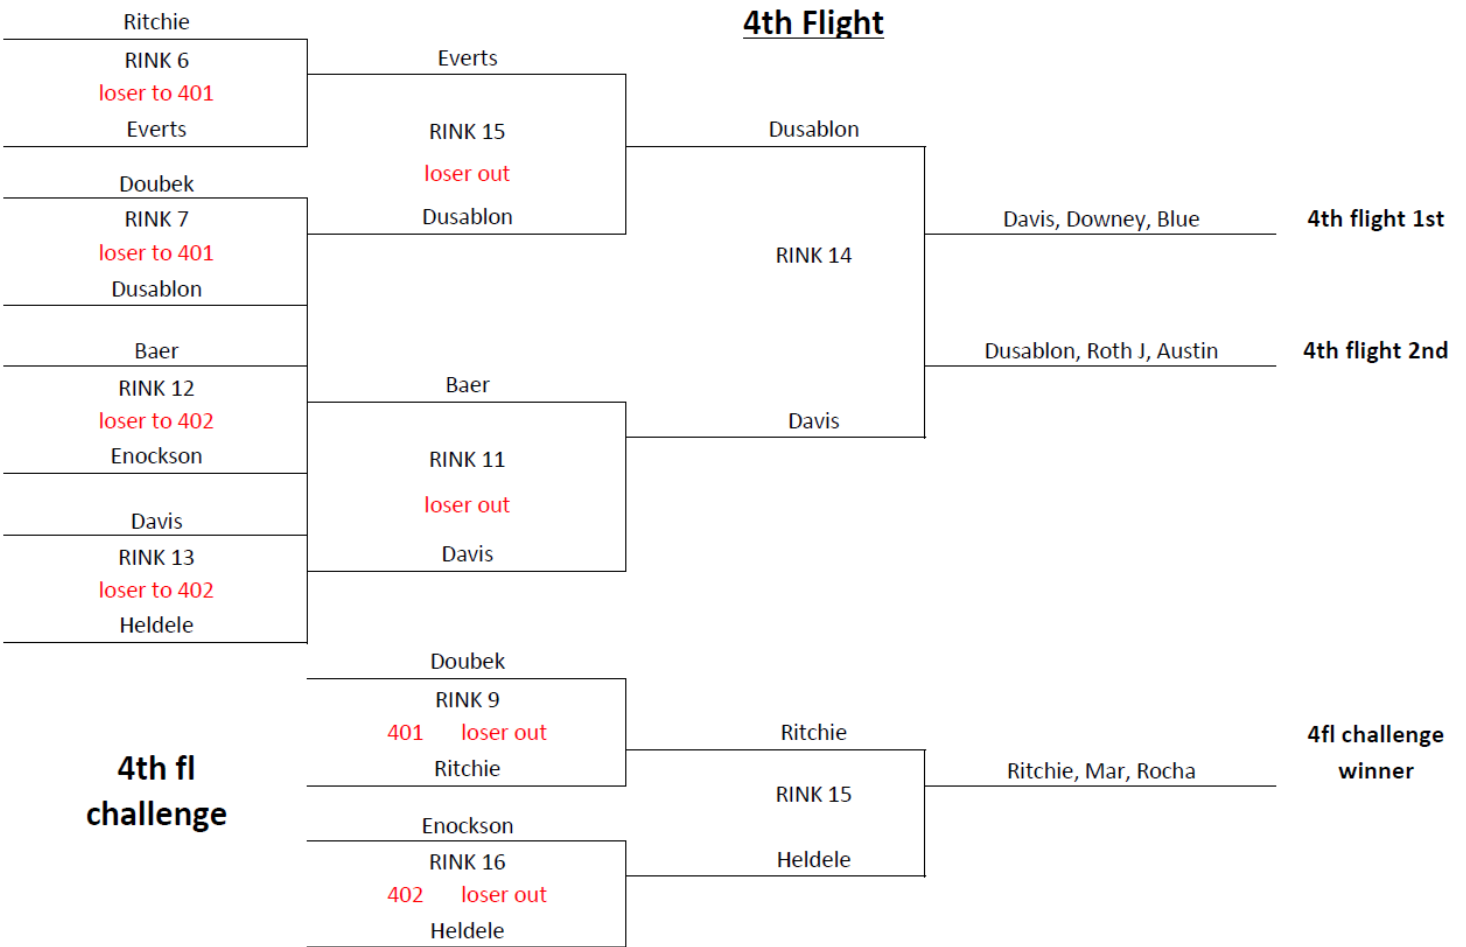 4th Flight
Ritchie
RINK 6
loser to 401
Everts
Doubek
RINK 7
loser to 401
Dusablon
Baer
RINK 12
loser to 402
Enockson
Davis
RINK 13
loser to 402
Heldele
Everts
RINK 15
loser out
Dusablon
Baer
RINK 11
loser out
Davis
Dusablon
RINK 14
Davis
Davis, Downey, Blue
4th flight 1st
Dusablon, Roth J, Austin
4th flight 2nd
4th fl
challenge
Doubek
RINK 9
401 loser out
Ritchie
Enockson
RINK 16
402 loser out
Heldele
Ritchie
RINK 15
Heldele
Ritchie, Mar, Rocha
4fl challenge
winner